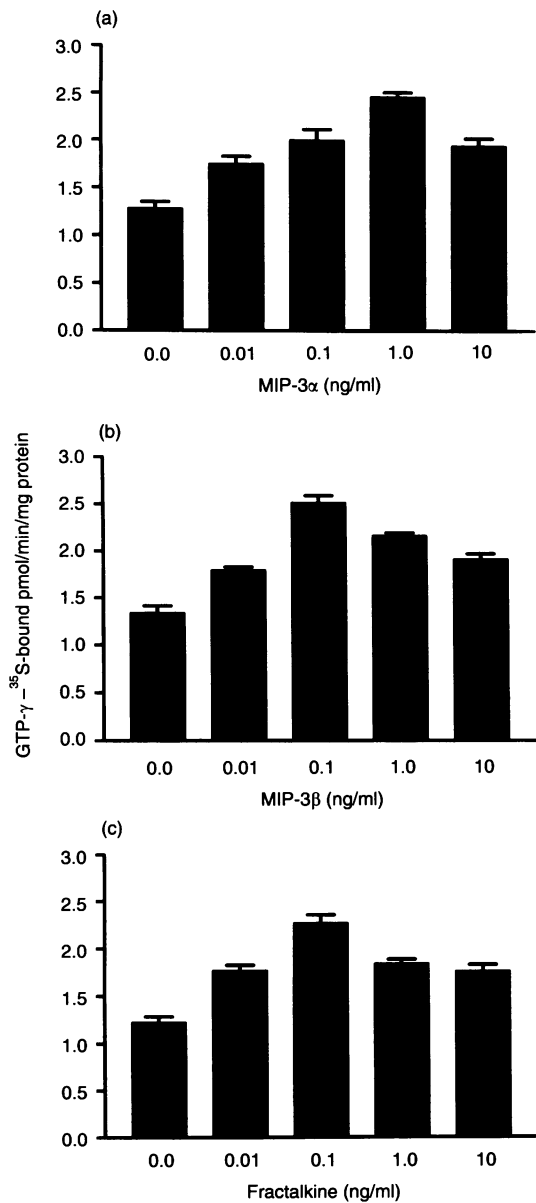 (a)
3.0
2.5
2.0
1.5
1.0
0.5
0.0
0.0 0.01 0.1 1.0 10
MIP-3α (ng/ml)
GTP-γ – ³⁵S-bound pmol/min/mg protein
(b)
3.0
2.5
2.0
1.5
1.0
0.5
0.0
0.0 0.01 0.1 1.0 10
MIP-3β (ng/ml)
(c)
3.0
2.5
2.0
1.5
1.0
0.5
0.0
0.0 0.01 0.1 1.0 10
Fractalkine (ng/ml)